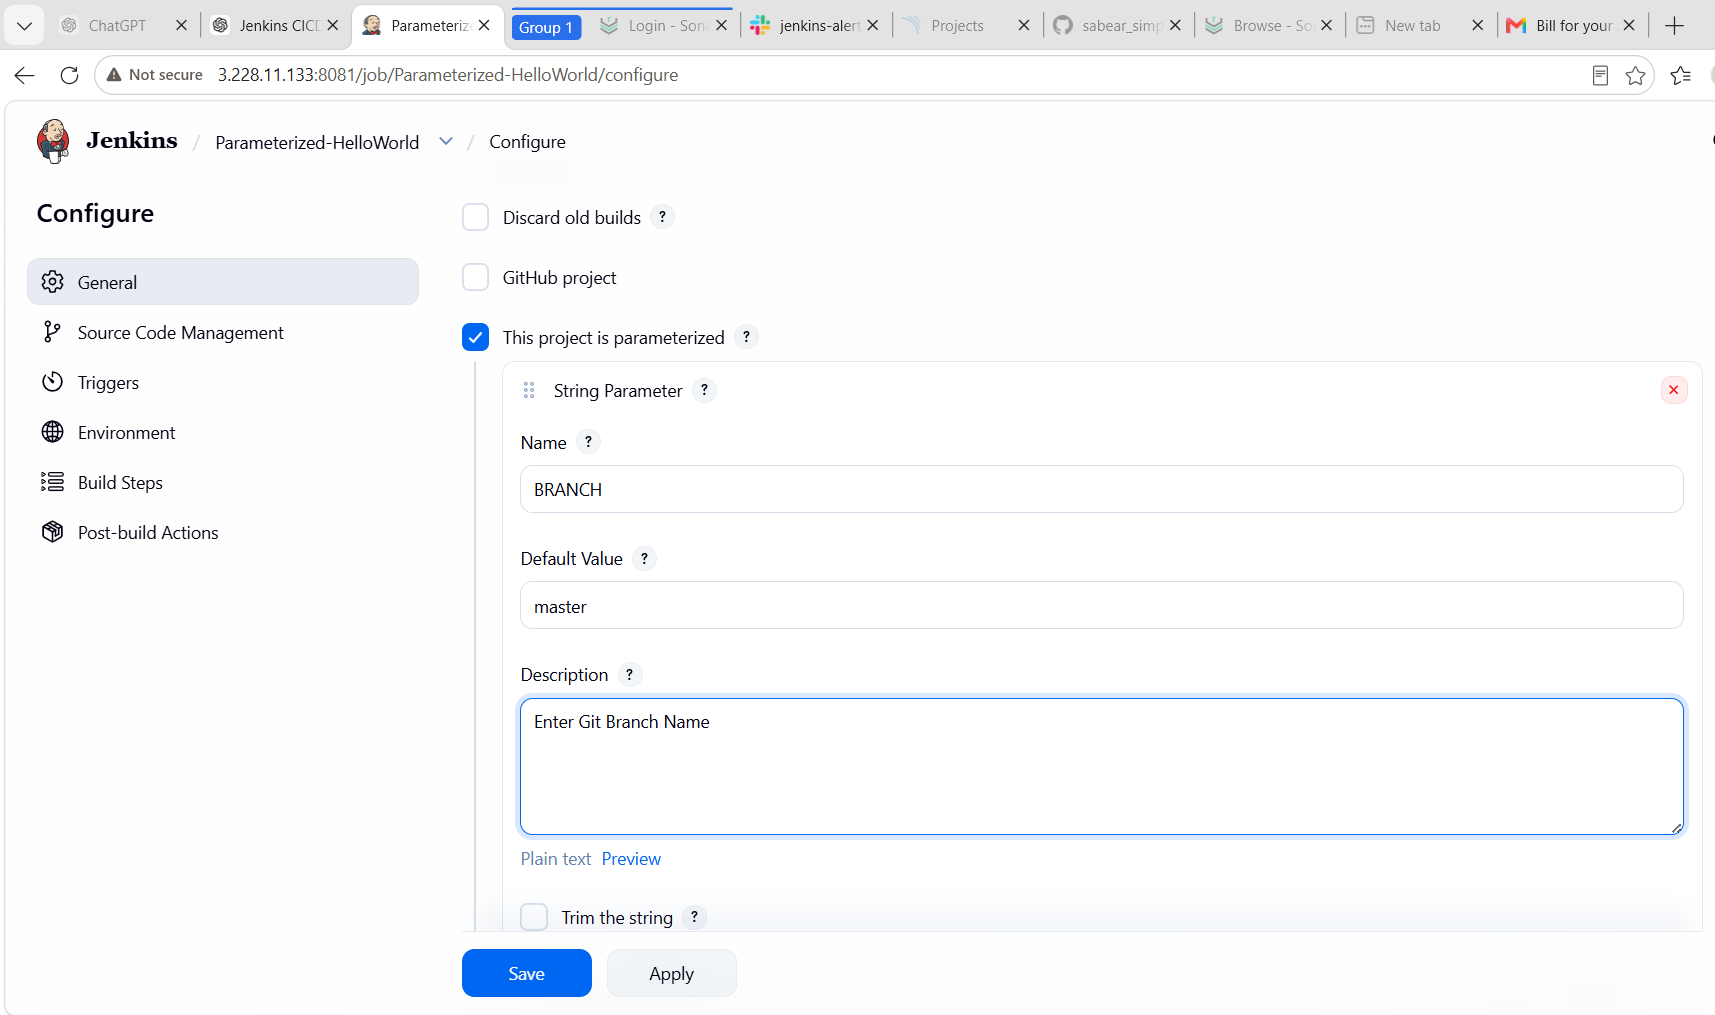 ChatGPT
Jenkins CICD
Parameterize
Group 1
Login - Sona
jenkins-alert
Projects
sabear_simp
Browse - So
New tab
Bill for your
Not secure 3.228.11.133:8081/job/Parameterized-HelloWorld/configure
Jenkins / Parameterized-HelloWorld / Configure
Configure
General
Source Code Management
Triggers
Environment
Build Steps
Post-build Actions
Discard old builds ?
GitHub project
This project is parameterized ?
String Parameter ?
Name ?
BRANCH
Default Value ?
master
Description ?
Enter Git Branch Name
Plain text Preview
Trim the string ?
Save
Apply